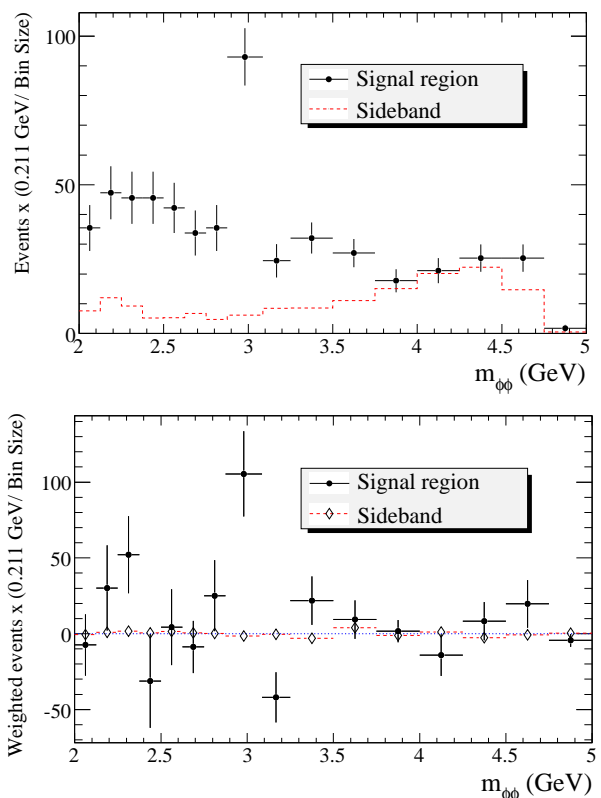 Events x (0.211 GeV/ Bin Size)
100
50
0
Signal region
Sideband
2 2.5 3 3.5 4 4.5 5
m_ϕϕ (GeV)
Weighted events x (0.211 GeV/ Bin Size)
100
50
0
-50
Signal region
Sideband
2 2.5 3 3.5 4 4.5 5
m_ϕϕ (GeV)